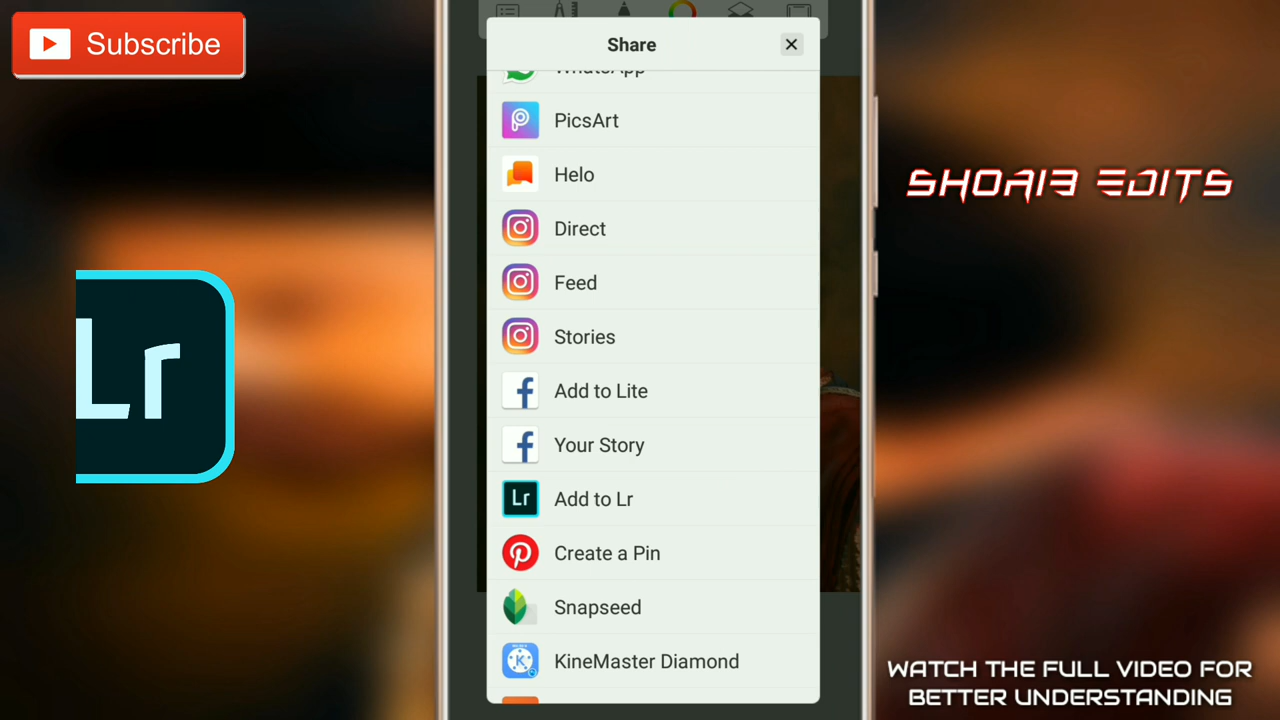 Subscribe
Share
WhatsApp
PicsArt
Helo
Direct
Feed
Stories
Add to Lite
Your Story
Lr
Add to Lr
Create a Pin
Snapseed
K
KineMaster Diamond
Lr
SHOAIB EDITS
WATCH THE FULL VIDEO FOR
BETTER UNDERSTANDING